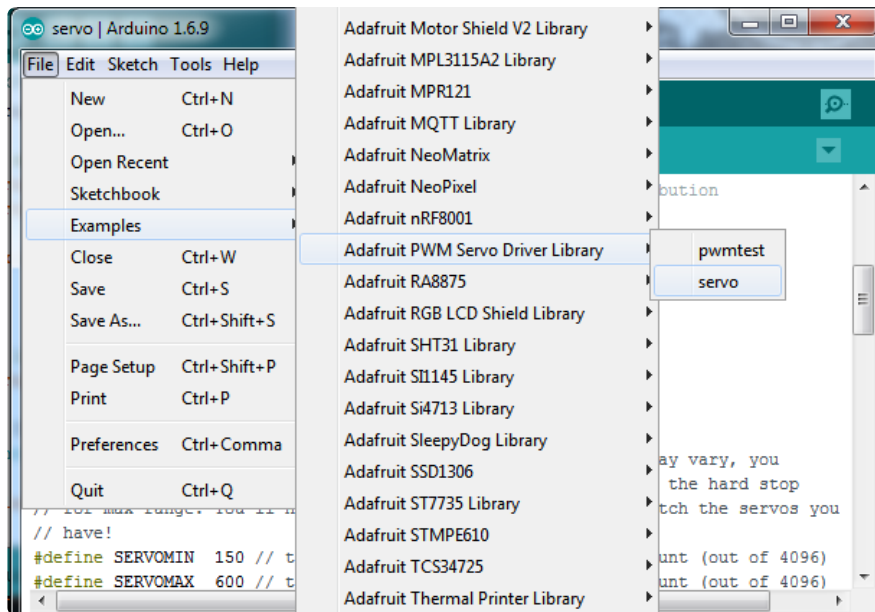 servo | Arduino 1.6.9
File Edit Sketch Tools Help
New Ctrl+N
Open... Ctrl+O
Open Recent
Sketchbook
Examples
Close Ctrl+W
Save Ctrl+S
Save As... Ctrl+Shift+S
Page Setup Ctrl+Shift+P
Print Ctrl+P
Preferences Ctrl+Comma
Quit Ctrl+Q
Adafruit Motor Shield V2 Library
Adafruit MPL3115A2 Library
Adafruit MPR121
Adafruit MQTT Library
Adafruit NeoMatrix
Adafruit NeoPixel
Adafruit nRF8001
Adafruit PWM Servo Driver Library
Adafruit RA8875
Adafruit RGB LCD Shield Library
Adafruit SHT31 Library
Adafruit SI1145 Library
Adafruit Si4713 Library
Adafruit SleepyDog Library
Adafruit SSD1306
Adafruit ST7735 Library
Adafruit STMPE610
Adafruit TCS34725
Adafruit Thermal Printer Library
pwmtest
servo
bution
ay vary, you
the hard stop
// for max range. You'll n
tch the servos you
// have!
#define SERVOMIN 150 // t
unt (out of 4096)
#define SERVOMAX 600 // t
unt (out of 4096)